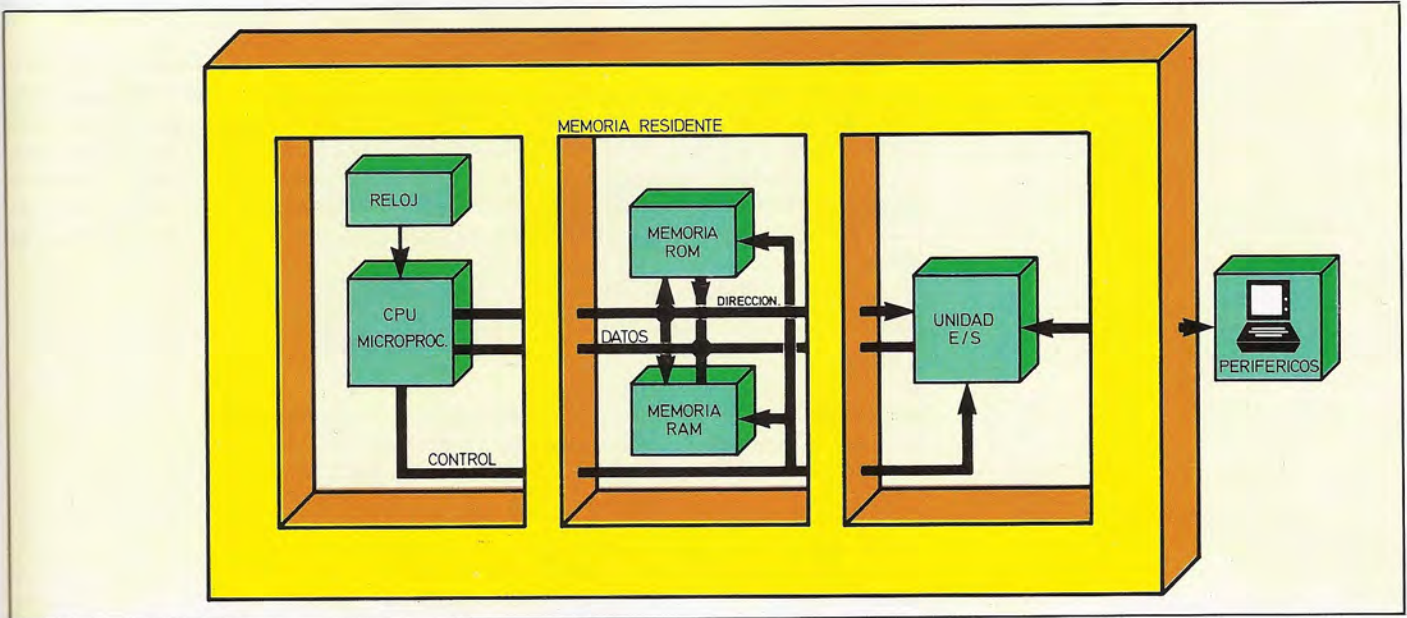 MEMORIA RESIDENTE
RELOJ
CPU
MICROPROC.
CONTROL
MEMORIA
ROM
DIRECCION.
DATOS
MEMORIA
RAM
UNIDAD
E/S
PERIFERICOS